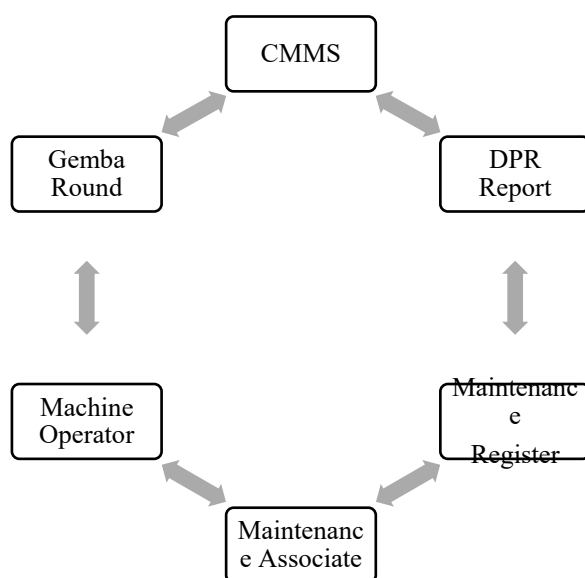 CMMS
Gemba
Round
DPR
Report
Machine
Operator
Maintenanc
e
Register
Maintenanc
e Associate